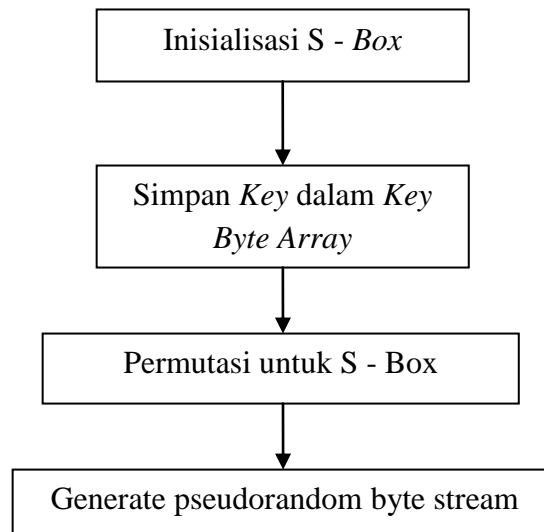 Inisialisasi S - Box
Simpan Key dalam Key
Byte Array
Permutasi untuk S - Box
Generate pseudorandom byte stream